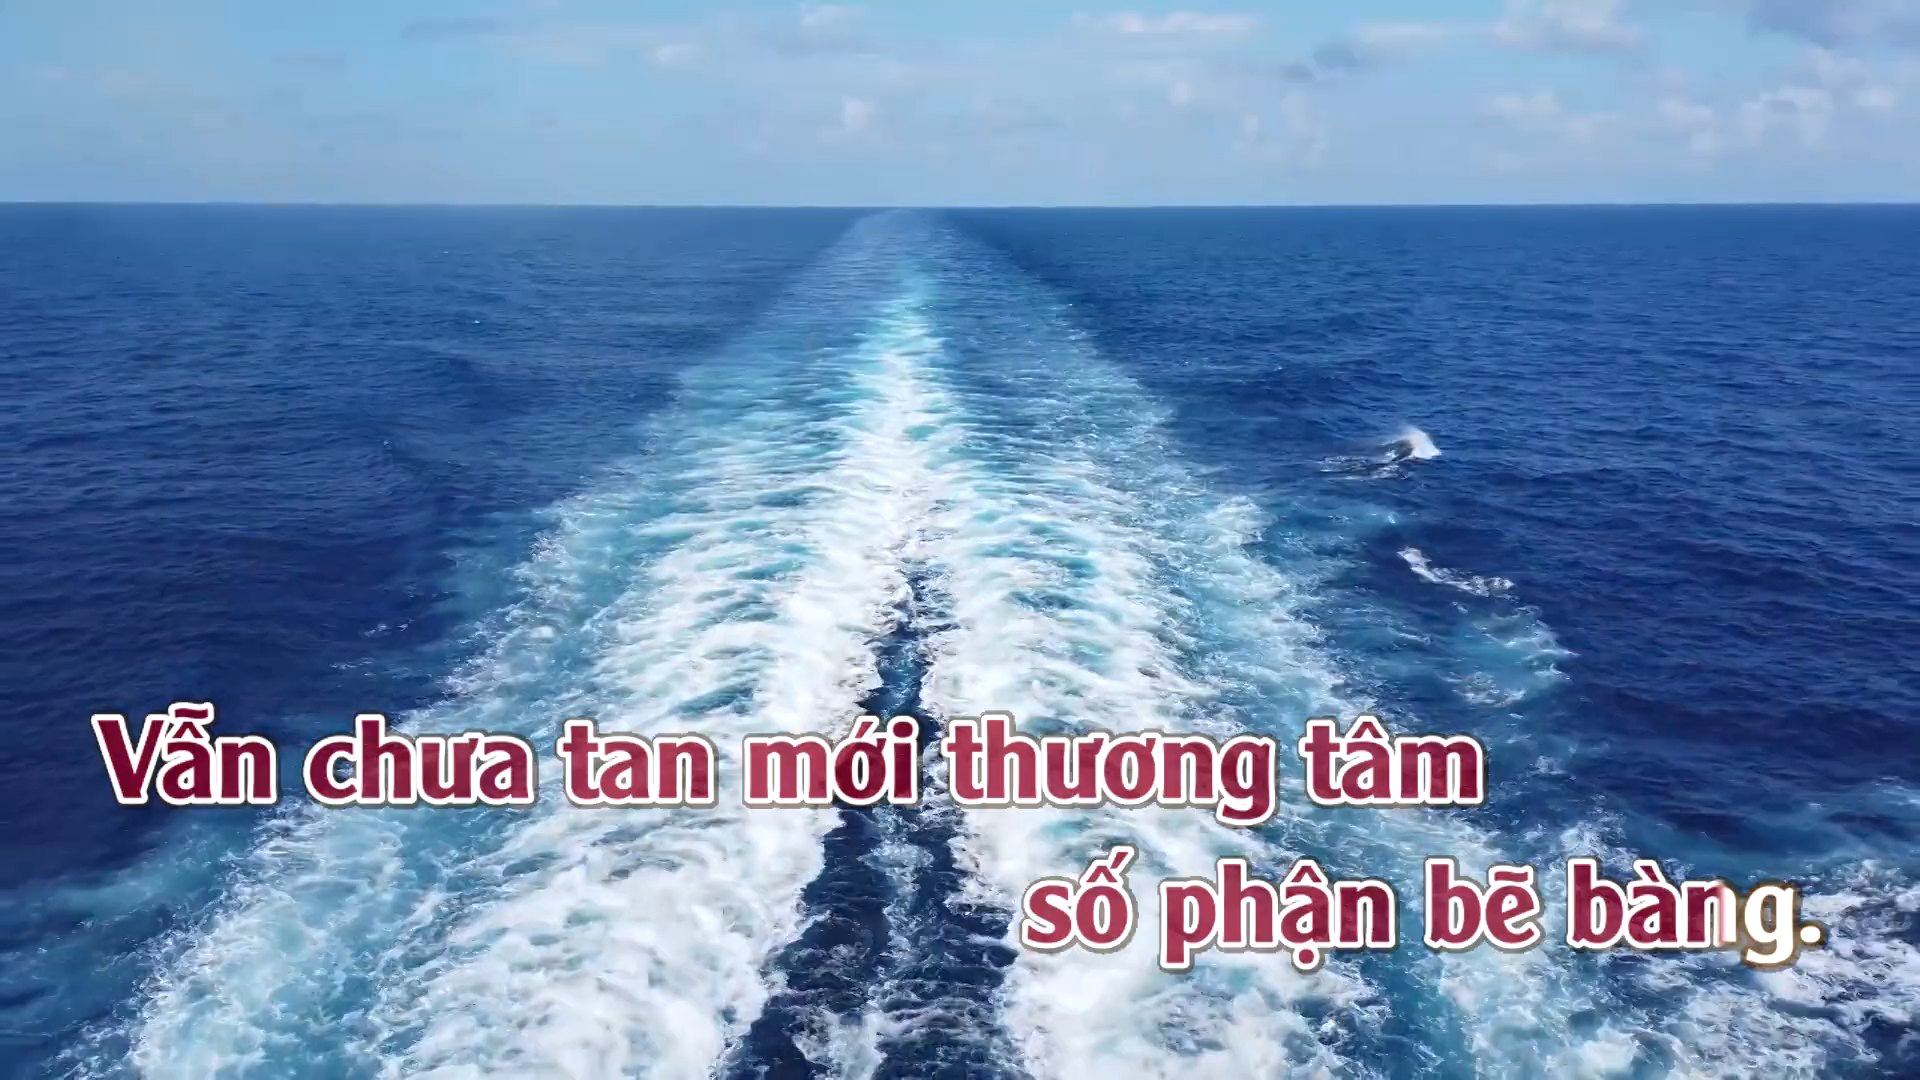 Vẫn chưa tan mới thương tâm
số phận bẽ bàng.